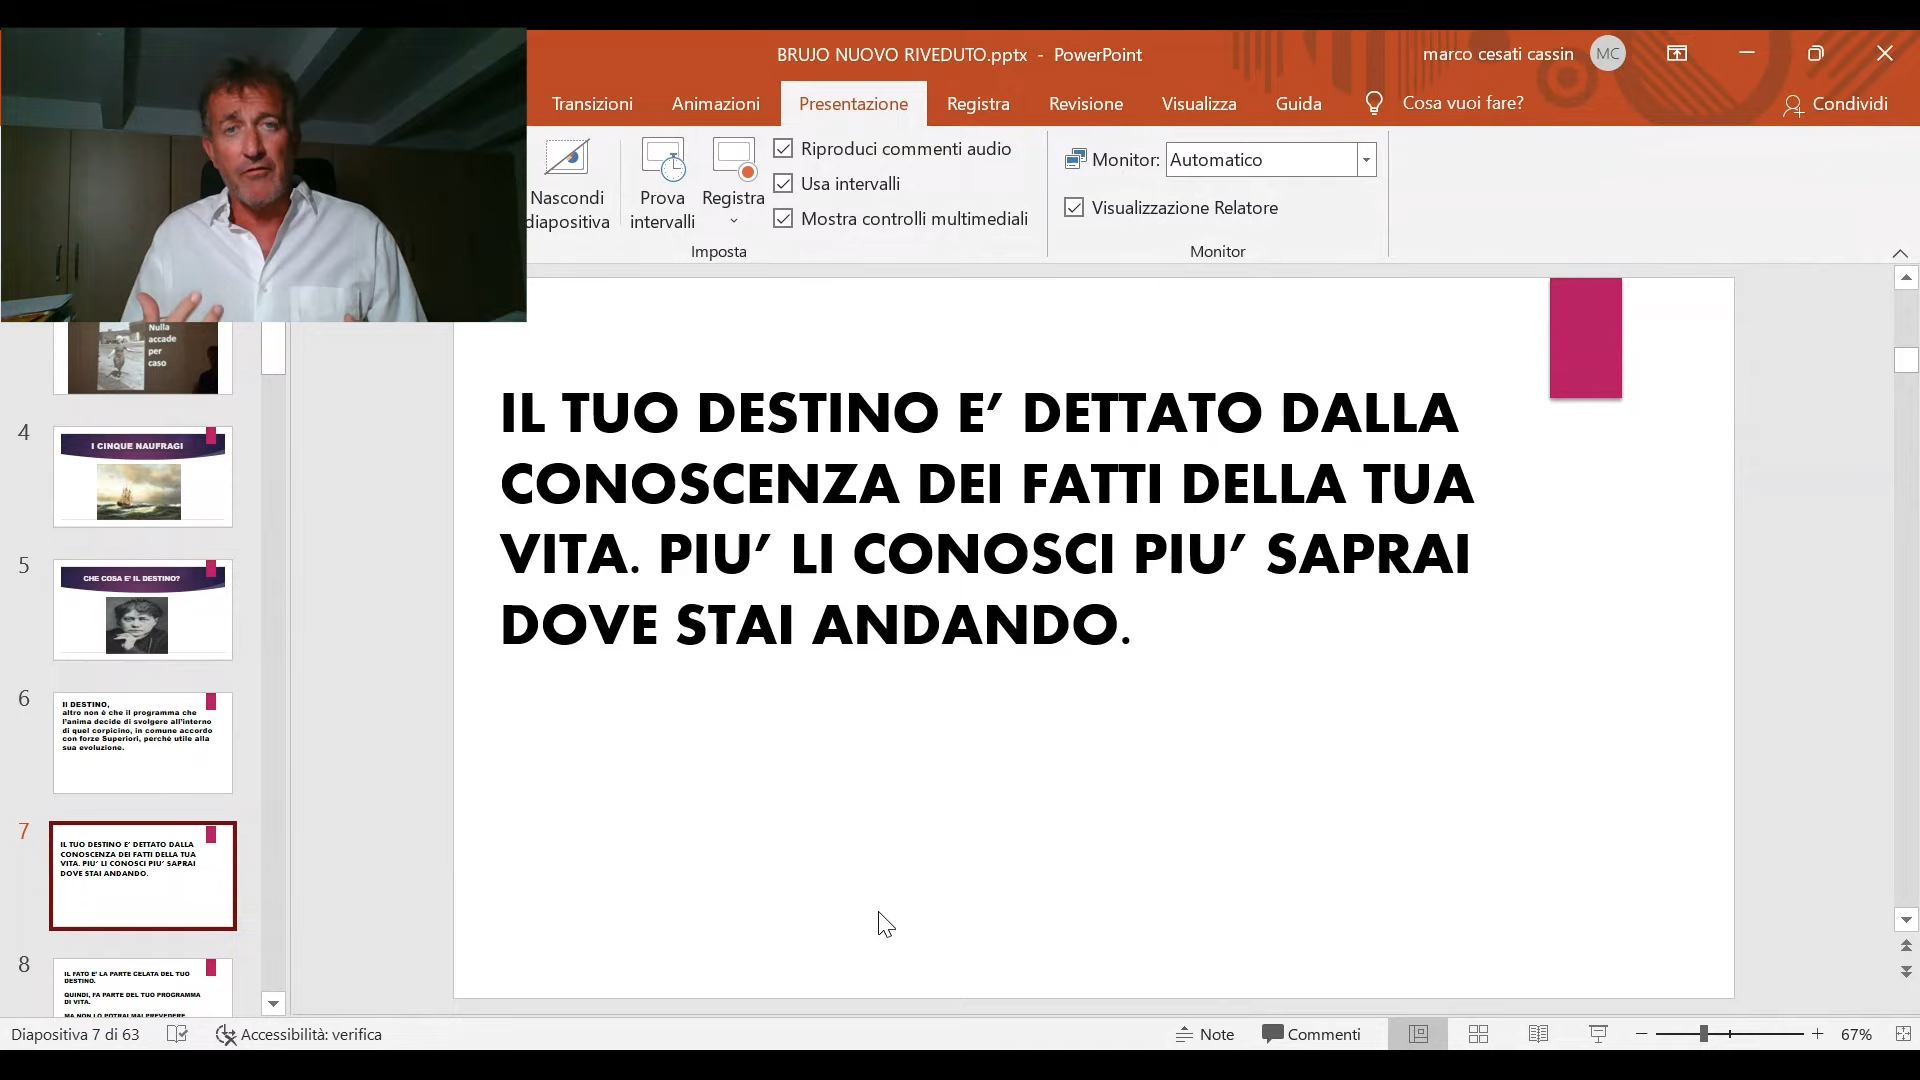 BRUJO NUOVO RIVEDUTO.pptx - PowerPoint
marco cesati cassin MC
Transizioni Animazioni Presentazione Registra Revisione Visualizza Guida Cosa vuoi fare? Condividi
Nascondi
diapositiva
Prova
intervalli
Registra
Riproduci commenti audio
Usa intervalli
Mostra controlli multimediali
Imposta
Monitor: Automatico
Visualizzazione Relatore
Monitor
Nulla
accade
per
caso
4
I CINQUE NAUFRAGI
5
CHE COSA E' IL DESTINO?
6
Il DESTINO,
altro non è che il programma che
l'anima decide di svolgere all'interno
di quel corpicino, in comune accordo
con forze Superiori, perché utile alla
sua evoluzione.
7
IL TUO DESTINO E' DETTATO DALLA
CONOSCENZA DEI FATTI DELLA TUA
VITA. PIU' LI CONOSCI PIU' SAPRAI
DOVE STAI ANDANDO.
8
IL FATO E' LA PARTE CELATA DEL TUO
DESTINO.
QUINDI, FA PARTE DEL TUO PROGRAMMA
DI VITA.
MA NON LO POTRAI MAI PREVEDERE
IL TUO DESTINO E' DETTATO DALLA
CONOSCENZA DEI FATTI DELLA TUA
VITA. PIU' LI CONOSCI PIU' SAPRAI
DOVE STAI ANDANDO.
Diapositiva 7 di 63 Accessibilità: verifica Note Commenti 67%